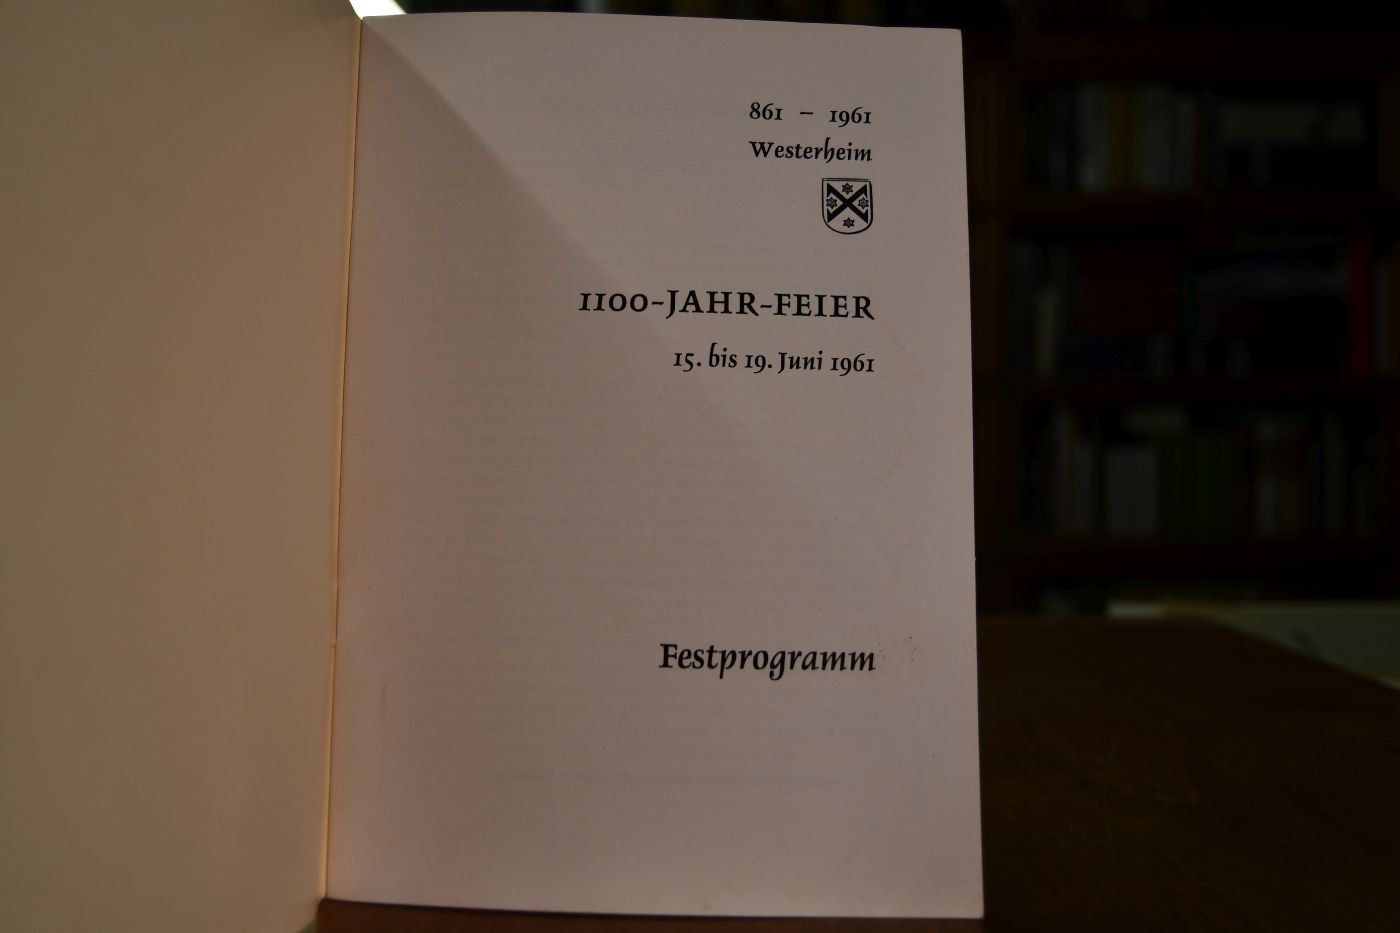 861 – 1961
Westerheim
1100-JAHR-FEIER
15. bis 19. Juni 1961
Festprogramm